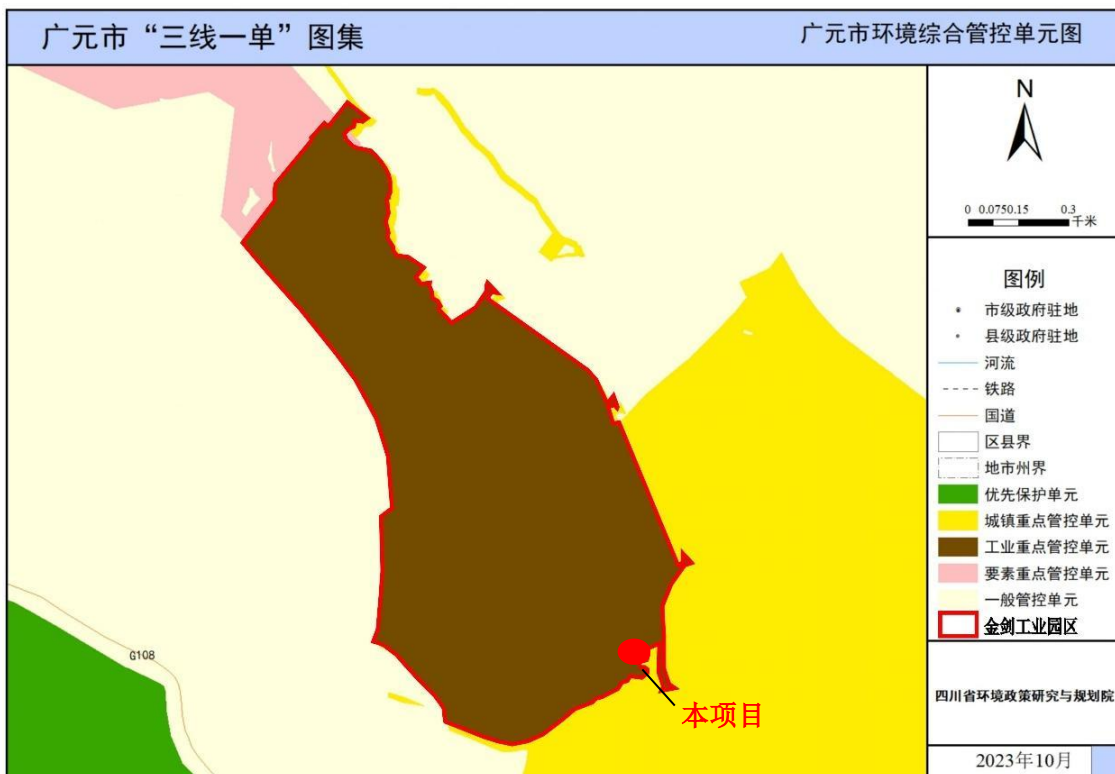 广元市“三线一单”图集
广元市环境综合管控单元图
N
0 0.0750.15 0.3
千米
图例
市级政府驻地
县级政府驻地
河流
铁路
国道
区县界
地市州界
优先保护单元
城镇重点管控单元
工业重点管控单元
要素重点管控单元
一般管控单元
金剑工业园区
G108
本项目
四川省环境政策研究与规划院
2023年10月